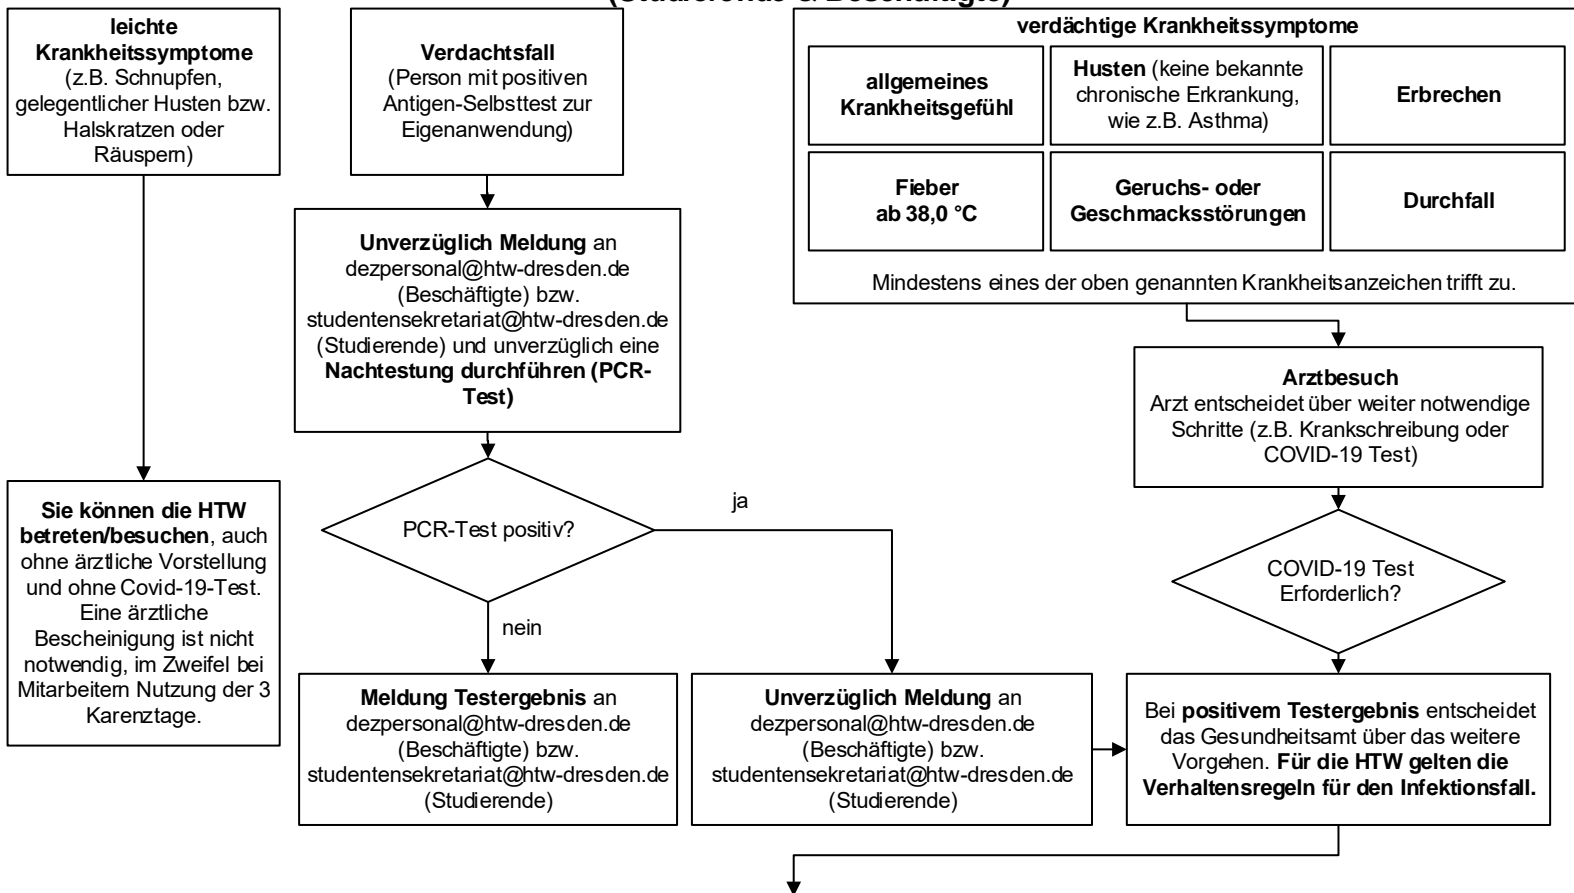 (Studierende & Beschäftigte)
leichte
Krankheitssymptome
(z.B. Schnupfen,
gelegentlicher Husten bzw.
Halskratzen oder
Räuspern)
Verdachtsfall
(Person mit positiven
Antigen-Selbsttest zur
Eigenanwendung)
verdächtige Krankheitssymptome
allgemeines
Krankheitsgefühl
Husten (keine bekannte
chronische Erkrankung,
wie z.B. Asthma)
Erbrechen
Fieber
ab 38,0 °C
Geruchs- oder
Geschmacksstörungen
Durchfall
Mindestens eines der oben genannten Krankheitsanzeichen trifft zu.
Unverzüglich Meldung an
dezpersonal@htw-dresden.de
(Beschäftigte) bzw.
studentensekretariat@htw-dresden.de
(Studierende) und unverzüglich eine
Nachtestung durchführen (PCR-
Test)
Arztbesuch
Arzt entscheidet über weiter notwendige
Schritte (z.B. Krankschreibung oder
COVID-19 Test)
Sie können die HTW
betreten/besuchen, auch
ohne ärztliche Vorstellung
und ohne Covid-19-Test.
Eine ärztliche
Bescheinigung ist nicht
notwendig, im Zweifel bei
Mitarbeitern Nutzung der 3
Karenztage.
PCR-Test positiv?
ja
nein
COVID-19 Test
Erforderlich?
Meldung Testergebnis an
dezpersonal@htw-dresden.de
(Beschäftigte) bzw.
studentensekretariat@htw-dresden.de
(Studierende)
Unverzüglich Meldung an
dezpersonal@htw-dresden.de
(Beschäftigte) bzw.
studentensekretariat@htw-dresden.de
(Studierende)
Bei positivem Testergebnis entscheidet
das Gesundheitsamt über das weitere
Vorgehen. Für die HTW gelten die
Verhaltensregeln für den Infektionsfall.